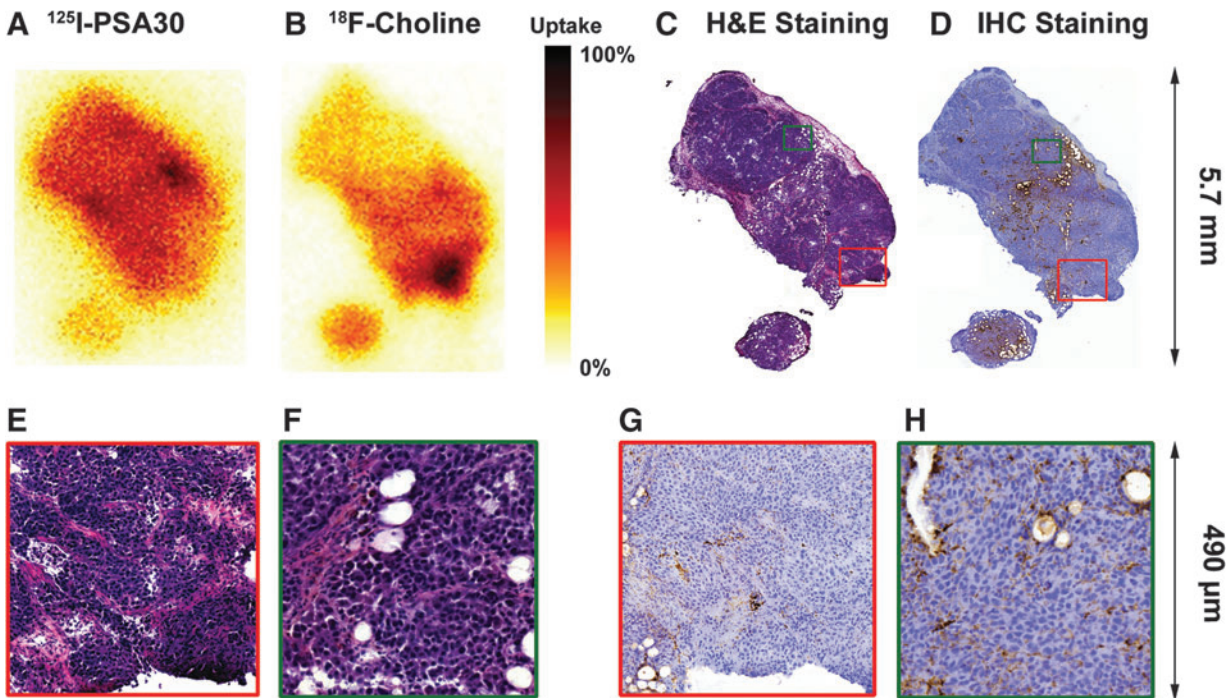 A ¹²⁵I-PSA30
B ¹⁸F-Choline
Uptake
100%
0%
C H&E Staining
D IHC Staining
5.7 mm
E
F
G
H
490 µm